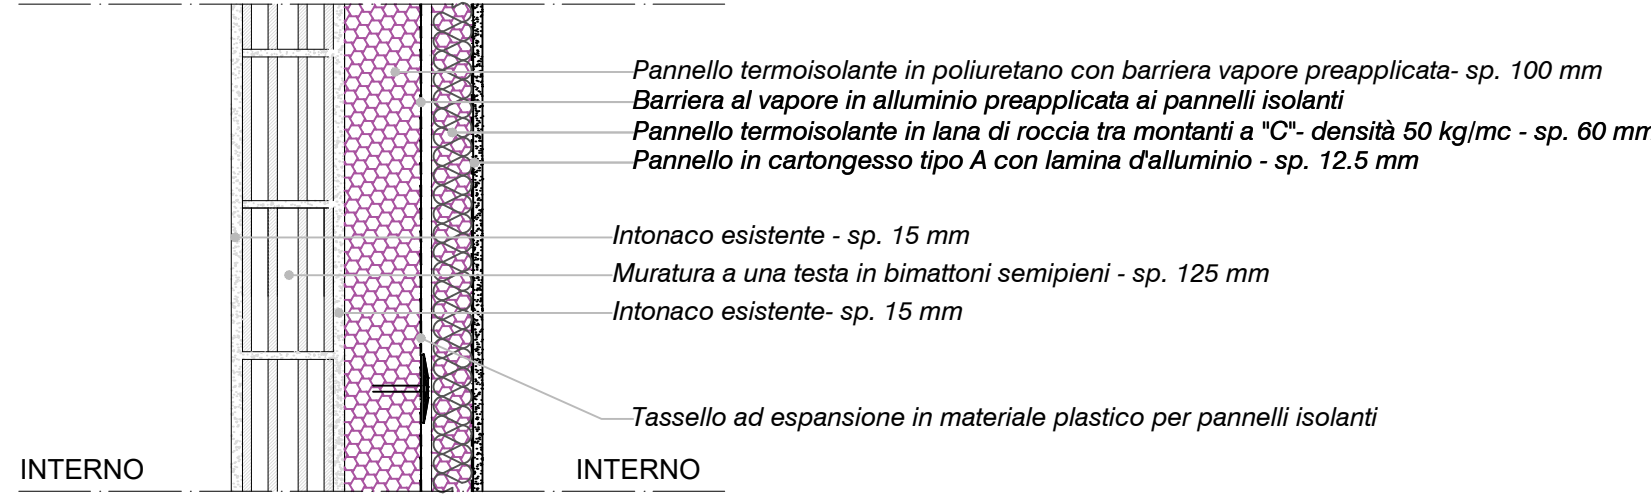 Pannello termoisolante in poliuretano con barriera vapore preapplicata- sp. 100 mm
Barriera al vapore in alluminio preapplicata ai pannelli isolanti
Pannello termoisolante in lana di roccia tra montanti a "C"- densità 50 kg/mc - sp. 60 mm
Pannello in cartongesso tipo A con lamina d'alluminio - sp. 12.5 mm
Intonaco esistente - sp. 15 mm
Muratura a una testa in bimattoni semipieni - sp. 125 mm
Intonaco esistente- sp. 15 mm
Tassello ad espansione in materiale plastico per pannelli isolanti
INTERNO
INTERNO